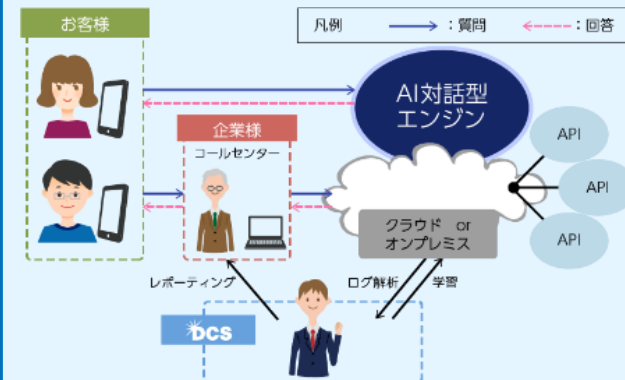 お客様
凡例
：質問
：回答
AI対話型
エンジン
企業様
コールセンター
API
API
API
クラウド or
オンプレミス
レポーティング
ログ解析
学習
DCS